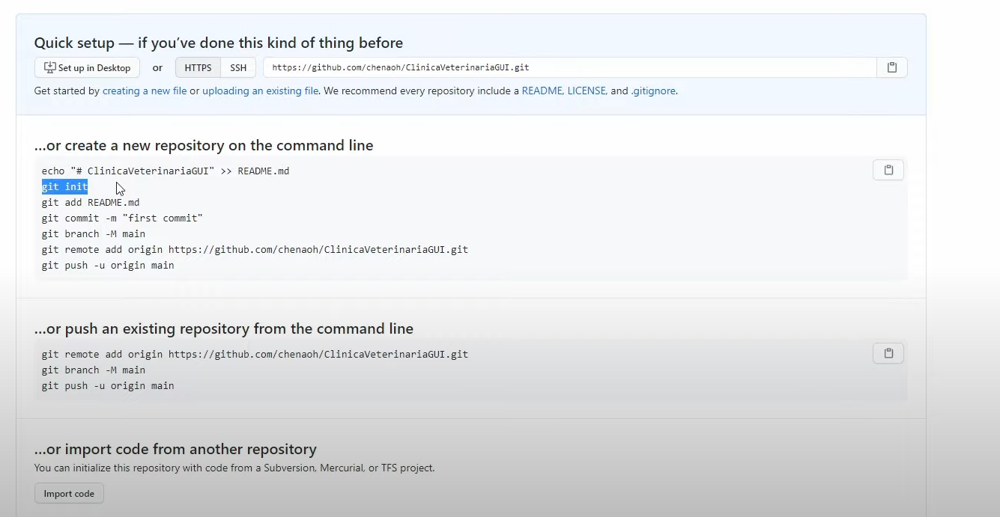 Quick setup — if you've done this kind of thing before
Set up in Desktop or HTTPS SSH https://github.com/chenaoh/ClinicaVeterinariaGUI.git
Get started by creating a new file or uploading an existing file. We recommend every repository include a README, LICENSE, and .gitignore.
...or create a new repository on the command line
echo "# ClinicaVeterinariaGUI" >> README.md
git init
git add README.md
git commit -m "first commit"
git branch -M main
git remote add origin https://github.com/chenaoh/ClinicaVeterinariaGUI.git
git push -u origin main
...or push an existing repository from the command line
git remote add origin https://github.com/chenaoh/ClinicaVeterinariaGUI.git
git branch -M main
git push -u origin main
...or import code from another repository
You can initialize this repository with code from a Subversion, Mercurial, or TFS project.
Import code